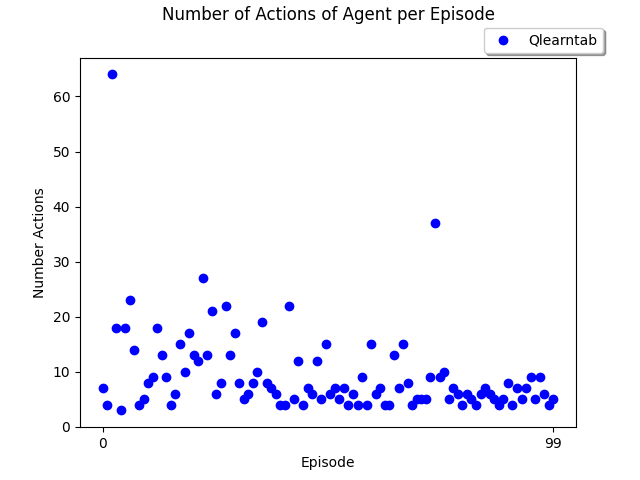 Number of Actions of Agent per Episode
Qlearntab
60
50
40
30
20
10
0
Number Actions
0
99
Episode